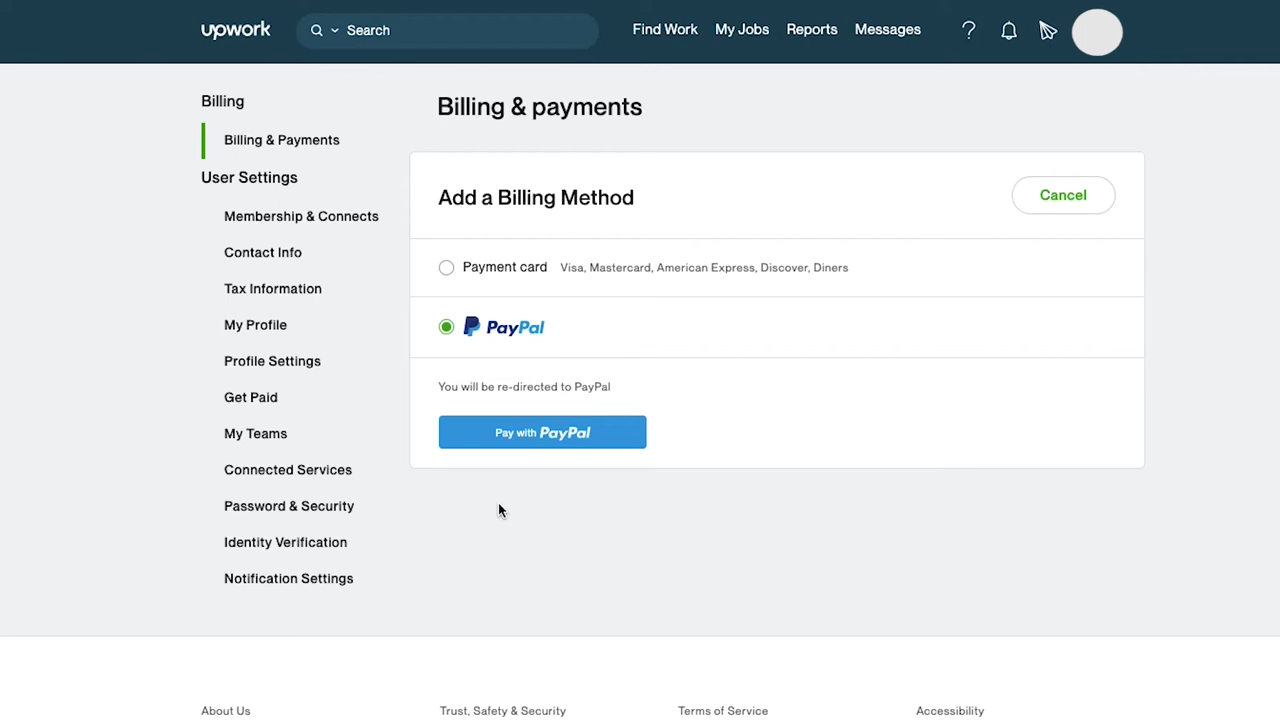 upwork
Search
Find Work
My Jobs
Reports
Messages
Billing
Billing & Payments
User Settings
Membership & Connects
Contact Info
Tax Information
My Profile
Profile Settings
Get Paid
My Teams
Connected Services
Password & Security
Identity Verification
Notification Settings
Billing & payments
Add a Billing Method
Cancel
Payment card Visa, Mastercard, American Express, Discover, Diners
PayPal
You will be re-directed to PayPal
Pay with PayPal
About Us
Trust, Safety & Security
Terms of Service
Accessibility